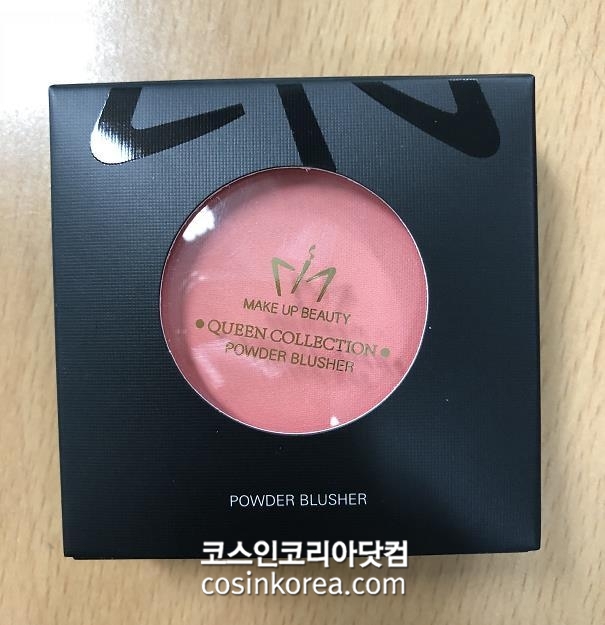 MAKE UP BEAUTY
QUEEN COLLECTION
POWDER BLUSHER
POWDER BLUSHER
코스인코리아닷컴
cosinkorea.com